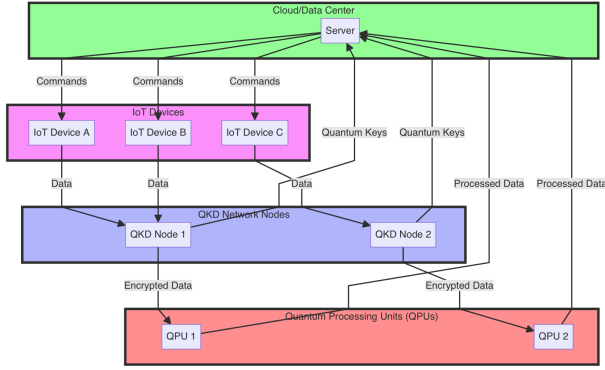 Cloud/Data Center
Server
Commands
Commands
Commands
IoT Devices
IoT Device A
IoT Device B
IoT Device C
Quantum Keys
Quantum Keys
Data
Data
Data
Processed Data
Processed Data
QKD Network Nodes
QKD Node 1
QKD Node 2
Encrypted Data
Encrypted Data
Quantum Processing Units (QPUs)
QPU 1
QPU 2